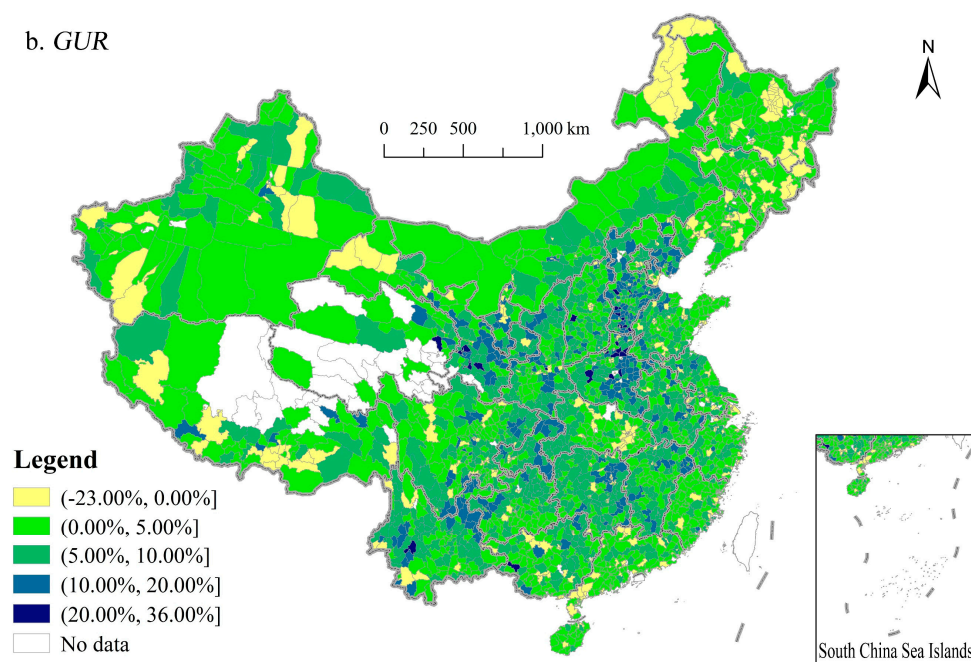 b. GUR
N
0 250 500 1,000 km
Legend
(-23.00%, 0.00%]
(0.00%, 5.00%]
(5.00%, 10.00%]
(10.00%, 20.00%]
(20.00%, 36.00%]
No data
South China Sea Islands